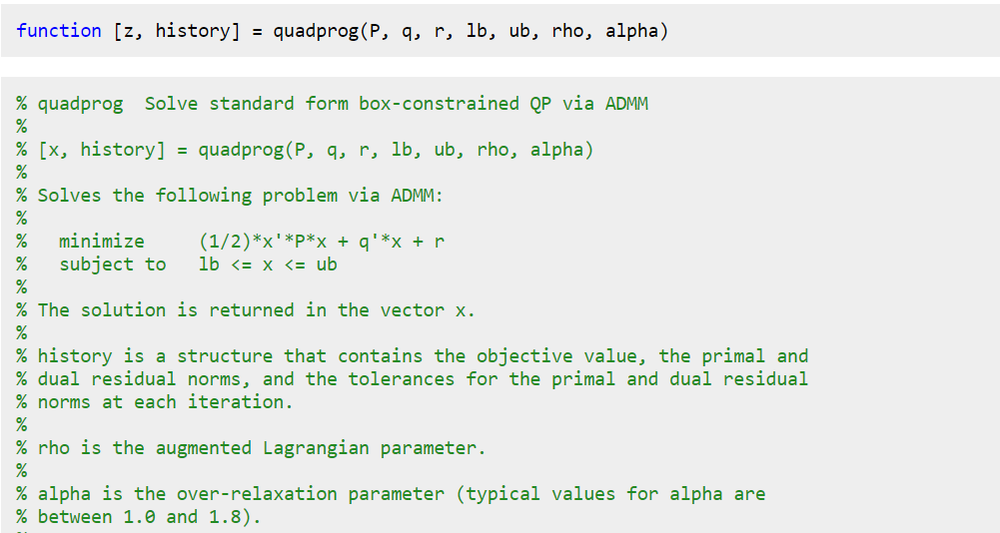 function [z, history] = quadprog(P, q, r, lb, ub, rho, alpha)
% quadprog  Solve standard form box-constrained QP via ADMM
%
% [x, history] = quadprog(P, q, r, lb, ub, rho, alpha)
%
% Solves the following problem via ADMM:
%
%   minimize     (1/2)*x'*P*x + q'*x + r
%   subject to   lb <= x <= ub
%
% The solution is returned in the vector x.
%
% history is a structure that contains the objective value, the primal and
% dual residual norms, and the tolerances for the primal and dual residual
% norms at each iteration.
%
% rho is the augmented Lagrangian parameter.
%
% alpha is the over-relaxation parameter (typical values for alpha are
% between 1.0 and 1.8).